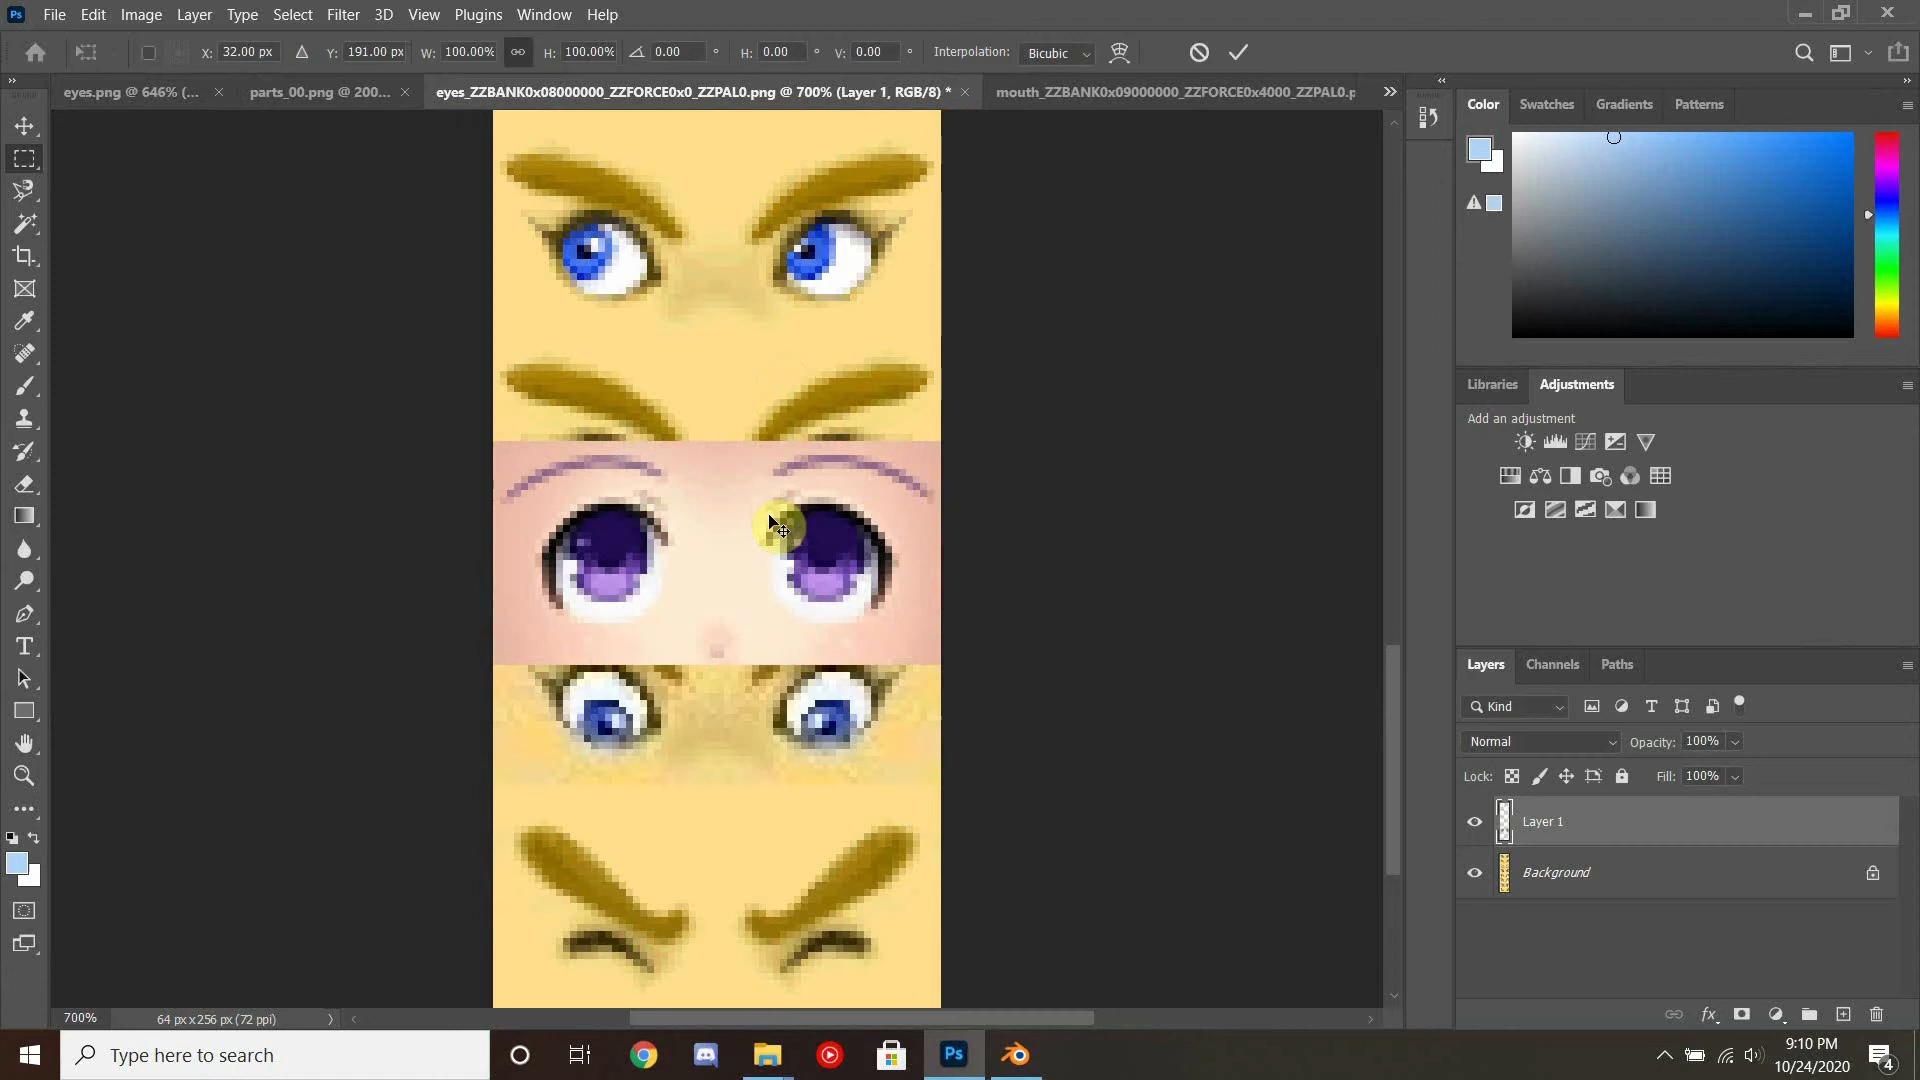 Ps File Edit Image Layer Type Select Filter 3D View Plugins Window Help
X: 32.00 px Y: 191.00 px W: 100.00% H: 100.00% 0.00 ° H: 0.00 ° V: 0.00 ° Interpolation: Bicubic
eyes.png @ 646% (... × parts_00.png @ 200... × eyes_ZZBANK0x08000000_ZZFORCE0x0_ZZPAL0.png @ 700% (Layer 1, RGB/8) * × mouth_ZZBANK0x09000000_ZZFORCE0x4000_ZZPAL0.p
Color Swatches Gradients Patterns
Libraries Adjustments
Add an adjustment
Layers Channels Paths
Kind
Normal Opacity: 100%
Lock: Fill: 100%
Layer 1
Background
fx
700% 64 px x 256 px (72 ppi)
Type here to search
Ps
9:10 PM
10/24/2020
4